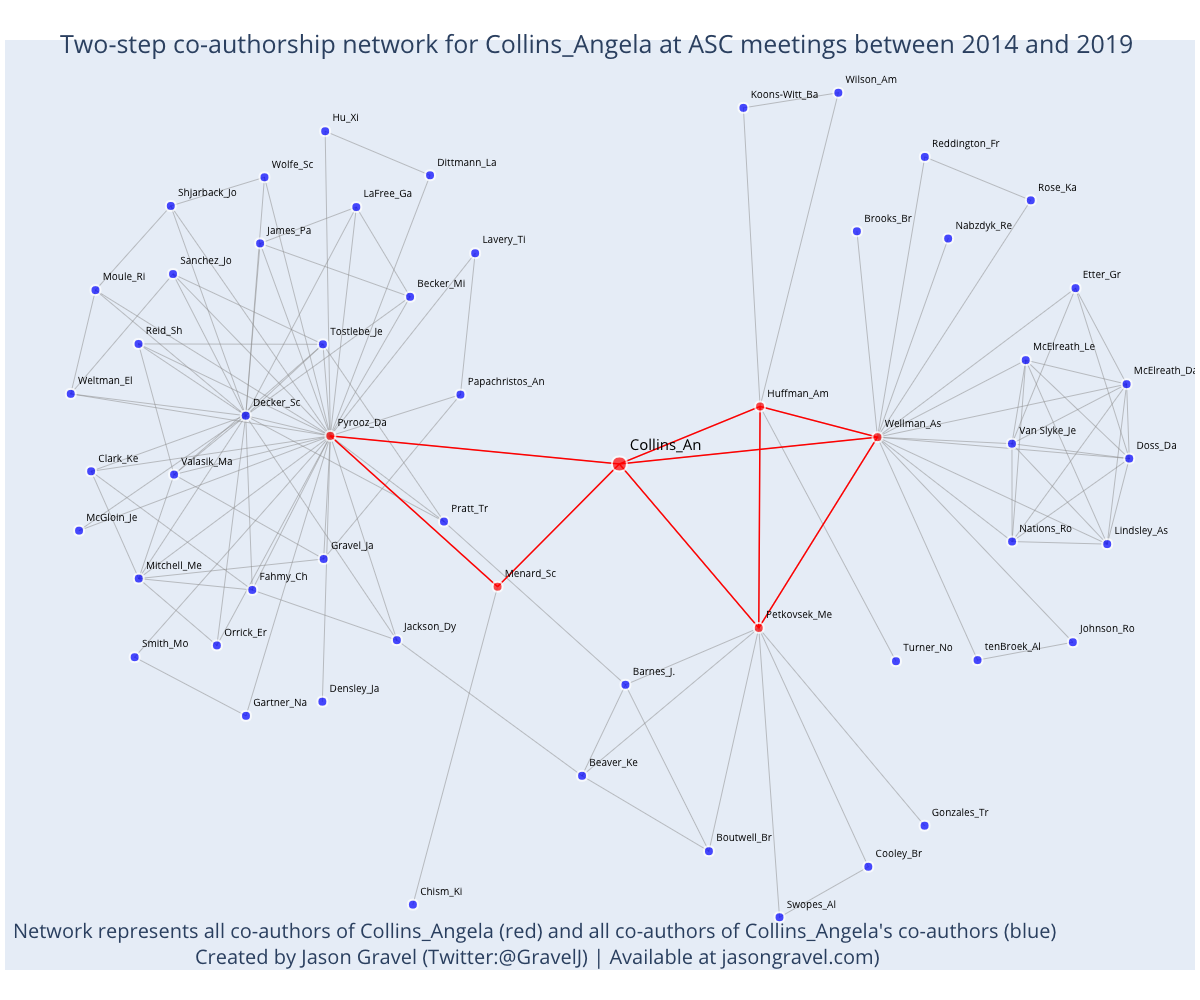 Two-step co-authorship network for Collins_Angela at ASC meetings between 2014 and 2019
Wilson_Am
Koons-Witt_Ba
Hu_Xi
Reddington_Fr
Dittmann_La
Wolfe_Sc
Rose_Ka
Shjarback_Jo
LaFree_Ga
Brooks_Br
Nabzdyk_Re
James_Pa
Lavery_Ti
Sanchez_Jo
Moule_Ri
Etter_Gr
Becker_Mi
Reid_Sh
Tostlebe_Je
McElreath_Le
McElreath_Da
Weltman_El
Papachristos_An
Huffman_Am
Decker_Sc
Pyrooz_Da
Wellman_As
Van Slyke_Je
Collins_An
Doss_Da
Clark_Ke
Valasik_Ma
Pratt_Tr
McGloin_Je
Nations_Ro
Lindsley_As
Gravel_Ja
Mitchell_Me
Fahmy_Ch
Menard_Sc
Petkovsek_Me
Jackson_Dy
Johnson_Ro
Orrick_Er
Smith_Mo
Turner_No
tenBroek_Al
Barnes_J.
Densley_Ja
Gartner_Na
Beaver_Ke
Gonzales_Tr
Boutwell_Br
Cooley_Br
Chism_Ki
Swopes_Al
Network represents all co-authors of Collins_Angela (red) and all co-authors of Collins_Angela's co-authors (blue)
Created by Jason Gravel (Twitter:@GravelJ) | Available at jasongravel.com)